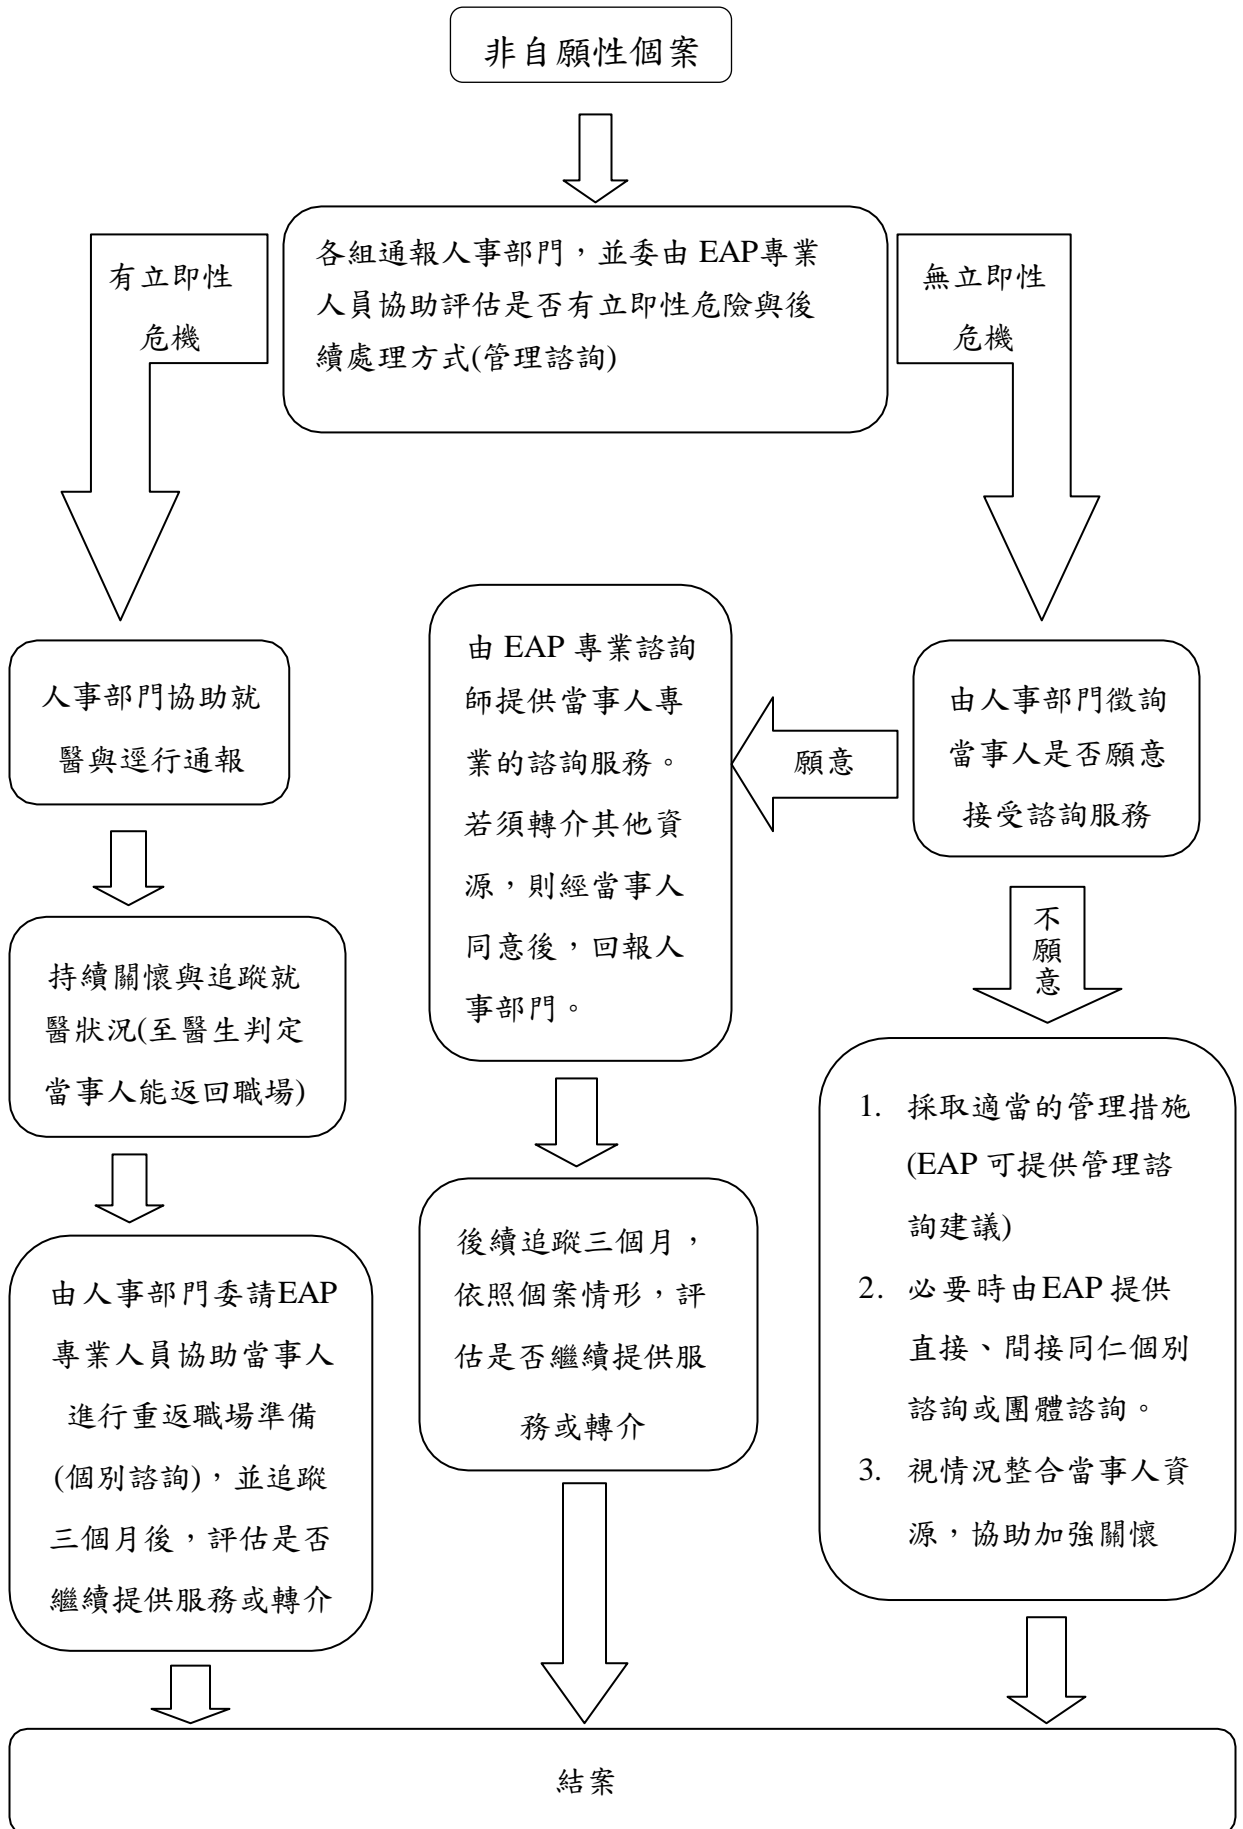 非自願性個案
各組通報人事部門，並委由 EAP專業
人員協助評估是否有立即性危險與後
續處理方式(管理諮詢)
有立即性
危機
無立即性
危機
人事部門協助就
醫與逕行通報
持續關懷與追蹤就
醫狀況(至醫生判定
當事人能返回職場)
由人事部門委請EAP
專業人員協助當事人
進行重返職場準備
(個別諮詢)，並追蹤
三個月後，評估是否
繼續提供服務或轉介
由 EAP 專業諮詢
師提供當事人專
業的諮詢服務。
若須轉介其他資
源，則經當事人
同意後，回報人
事部門。
後續追蹤三個月，
依照個案情形，評
估是否繼續提供服
務或轉介
願意
由人事部門徵詢
當事人是否願意
接受諮詢服務
不
願
意
1. 採取適當的管理措施
(EAP 可提供管理諮
詢建議)
2. 必要時由EAP 提供
直接、間接同仁個別
諮詢或團體諮詢。
3. 視情況整合當事人資
源，協助加強關懷
結案